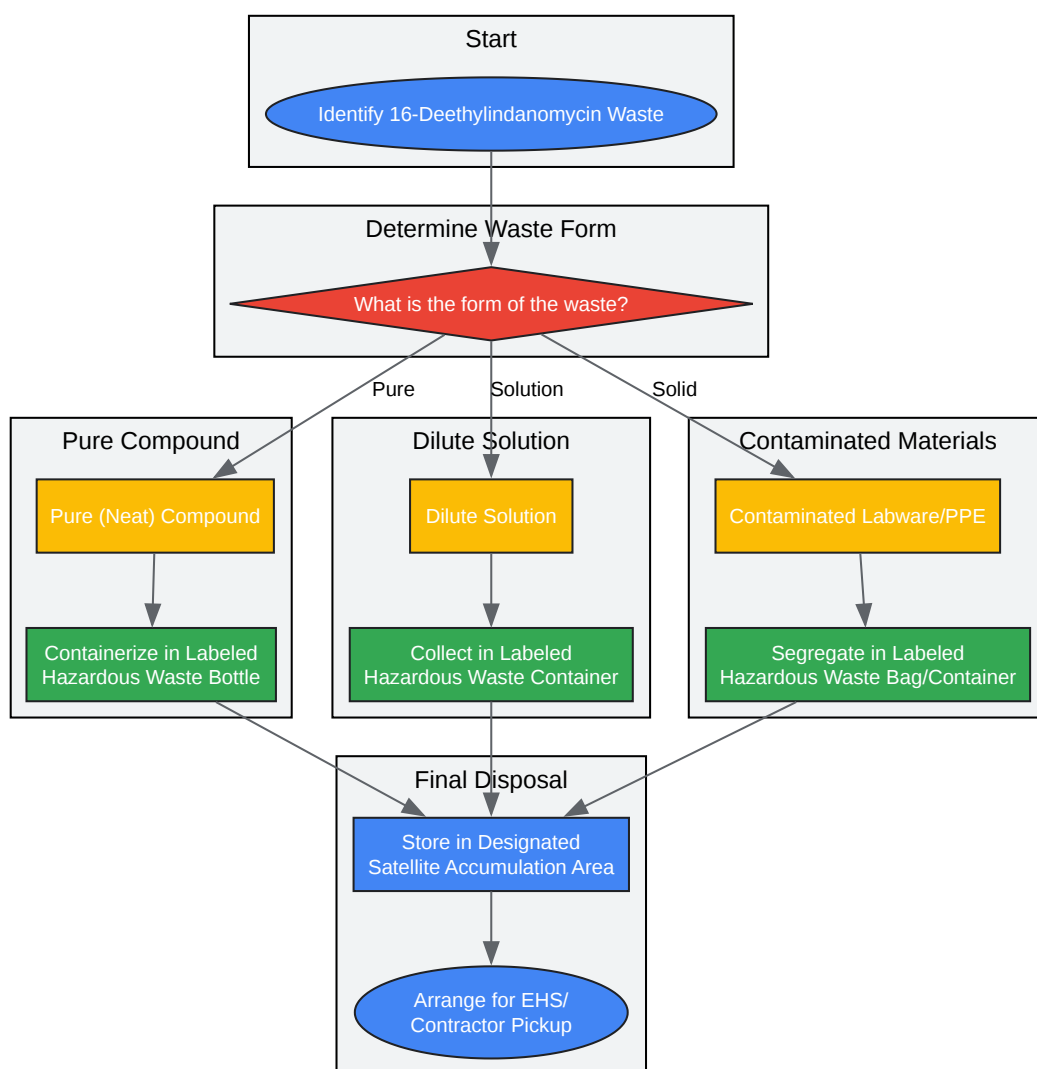 Start
Identify 16-Deethylindanomycin Waste
Determine Waste Form
What is the form of the waste?
Pure
Solution
Solid
Pure Compound
Dilute Solution
Contaminated Materials
Pure (Neat) Compound
Dilute Solution
Contaminated Labware/PPE
Containerize in Labeled
Hazardous Waste Bottle
Collect in Labeled
Hazardous Waste Container
Segregate in Labeled
Hazardous Waste Bag/Container
Final Disposal
Store in Designated
Satellite Accumulation Area
Arrange for EHS/
Contractor Pickup